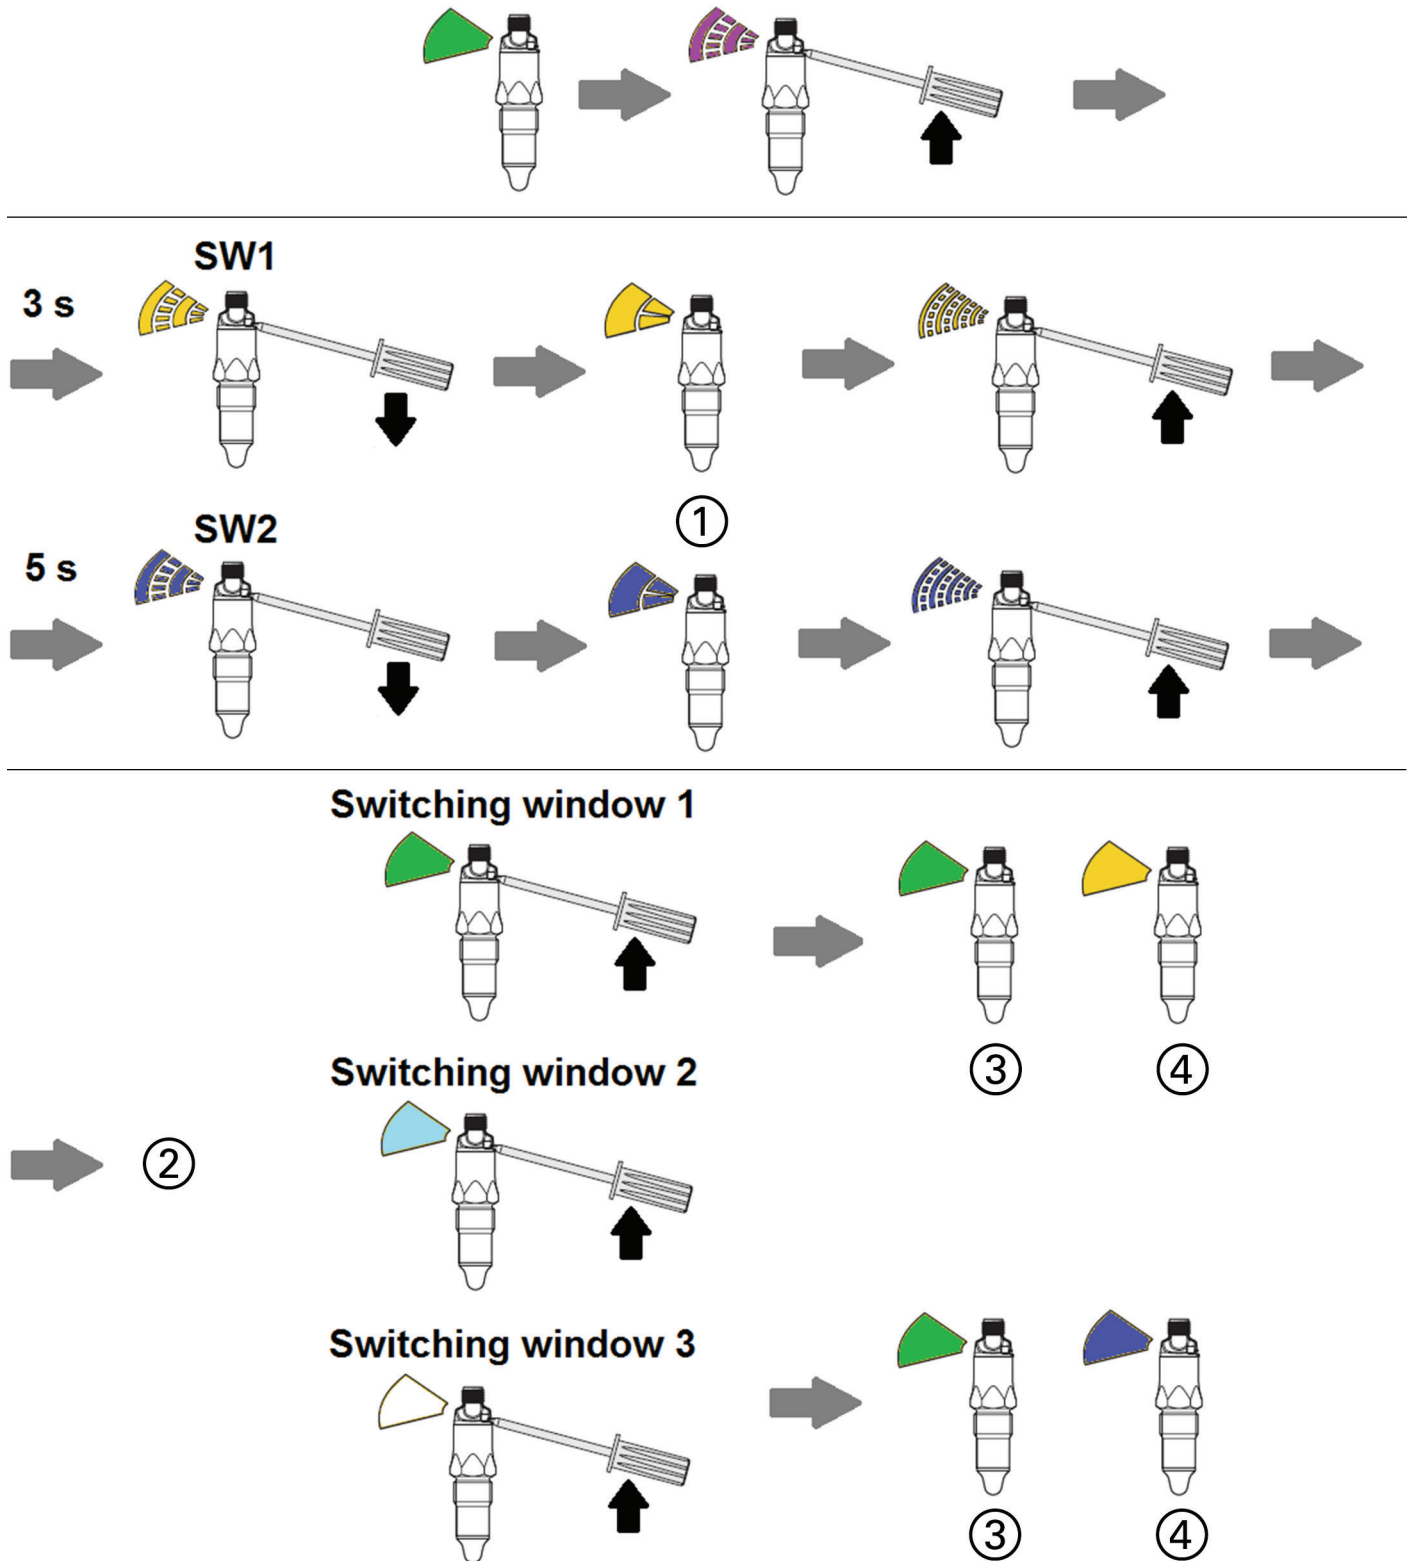 SW1
3 s
①
SW2
5 s
Switching window 1
③ ④
Switching window 2
②
Switching window 3
③ ④